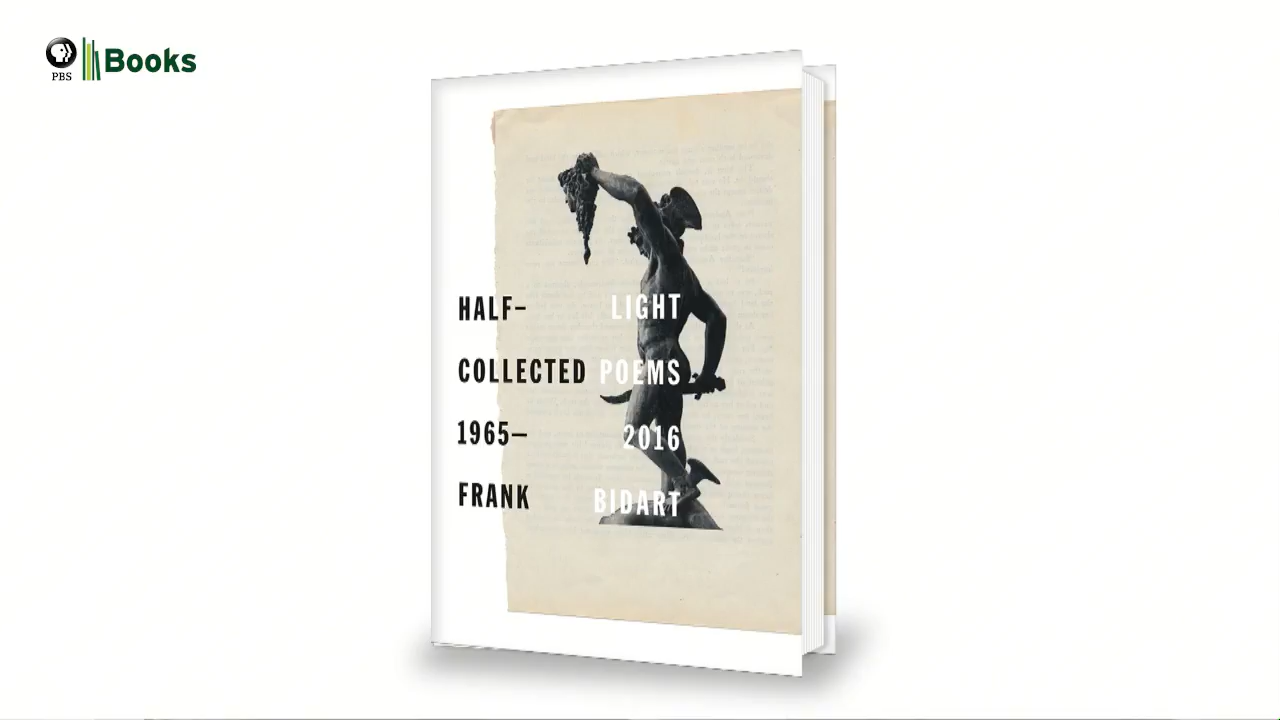 PBS
Books
HALF– LIGHT
COLLECTED POEMS
1965– 2016
FRANK BIDART